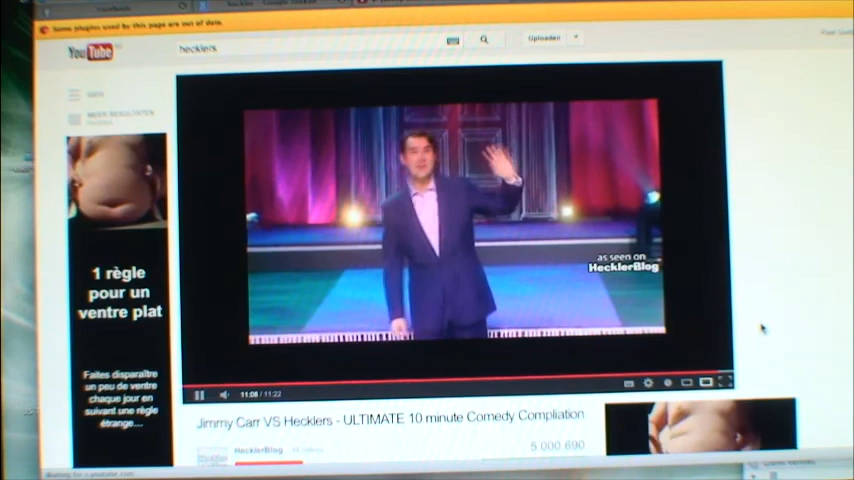 Some plugins used by this page are out of date.
YouTube
hecklers
Uploaden
MEER RESULTATEN
as seen on
HecklerBlog
1 règle
pour un
ventre plat
Faites disparaître
un peu de ventre
chaque jour en
suivant une règle
étrange...
11:08 / 11:22
Jimmy Carr VS Hecklers - ULTIMATE 10 minute Comedy Compliation
HecklerBlog
5 000 690